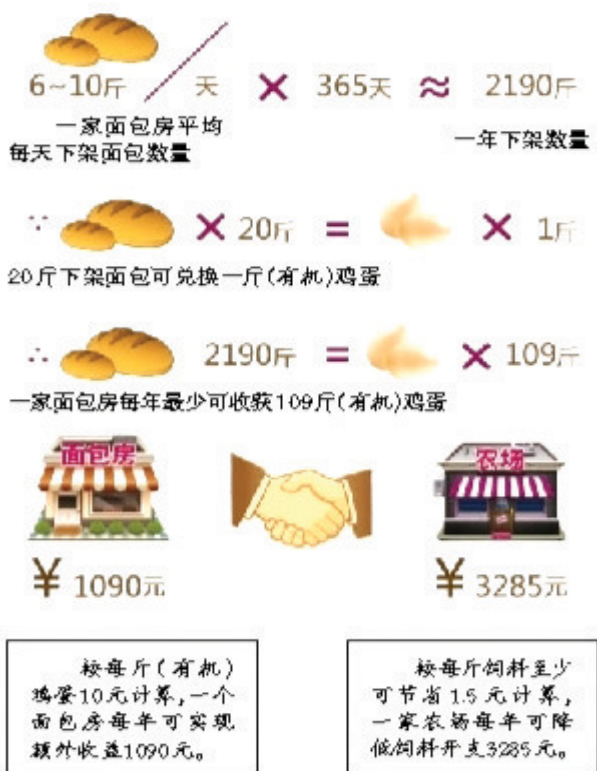 6~10斤/天 × 365天 ≈ 2190斤
一家面包房平均
每天下架面包数量
一年下架数量
∵ × 20斤 = × 1斤
20斤下架面包可兑换一斤(有机)鸡蛋
∴ 2190斤 = × 109斤
一家面包房每年最少可收获109斤(有机)鸡蛋
面包房
农场
¥ 1090元
¥ 3285元
按每斤(有机)
鸡蛋10元计算,一个
面包房每年可实现
额外收益1090元。
按每斤饲料至少
可节省1.5元计算,
一家农场每年可降
低饲料开支3285元。